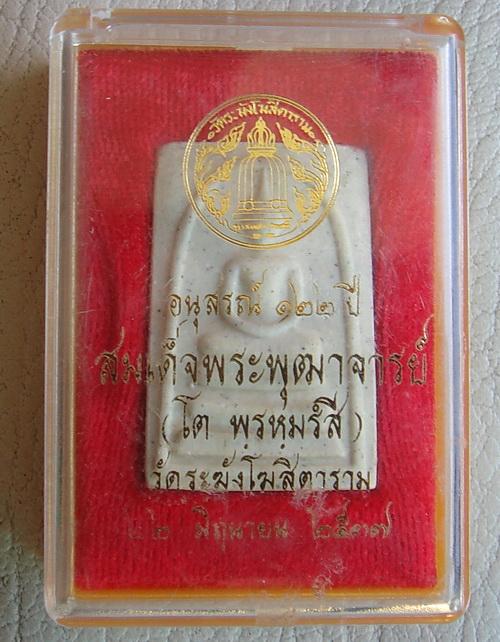 วัดระฆังโฆสิตาราม
อนุสรณ์ ๑๒๒ ปี
สมเด็จพระพุฒาจารย์
(โต พฺรหฺมรํสี)
วัดระฆังโฆสิตาราม
๒๒ มิถุนายน ๒๕๓๗